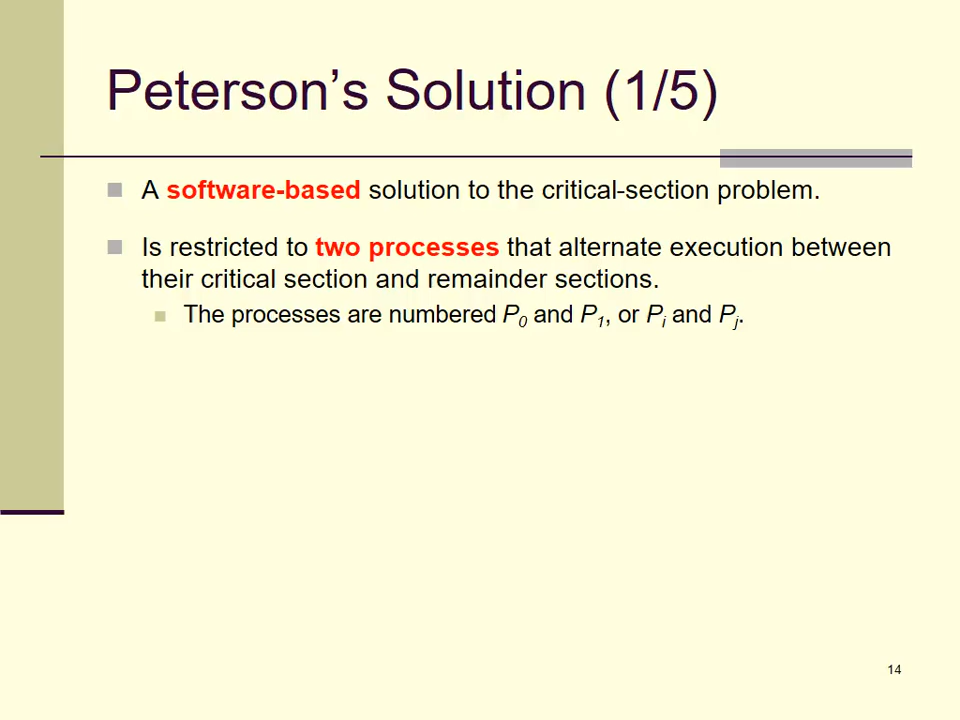 Peterson’s Solution (1/5)
A software-based solution to the critical-section problem.
Is restricted to two processes that alternate execution between
their critical section and remainder sections.
The processes are numbered P0 and P1, or Pi and Pj.
14